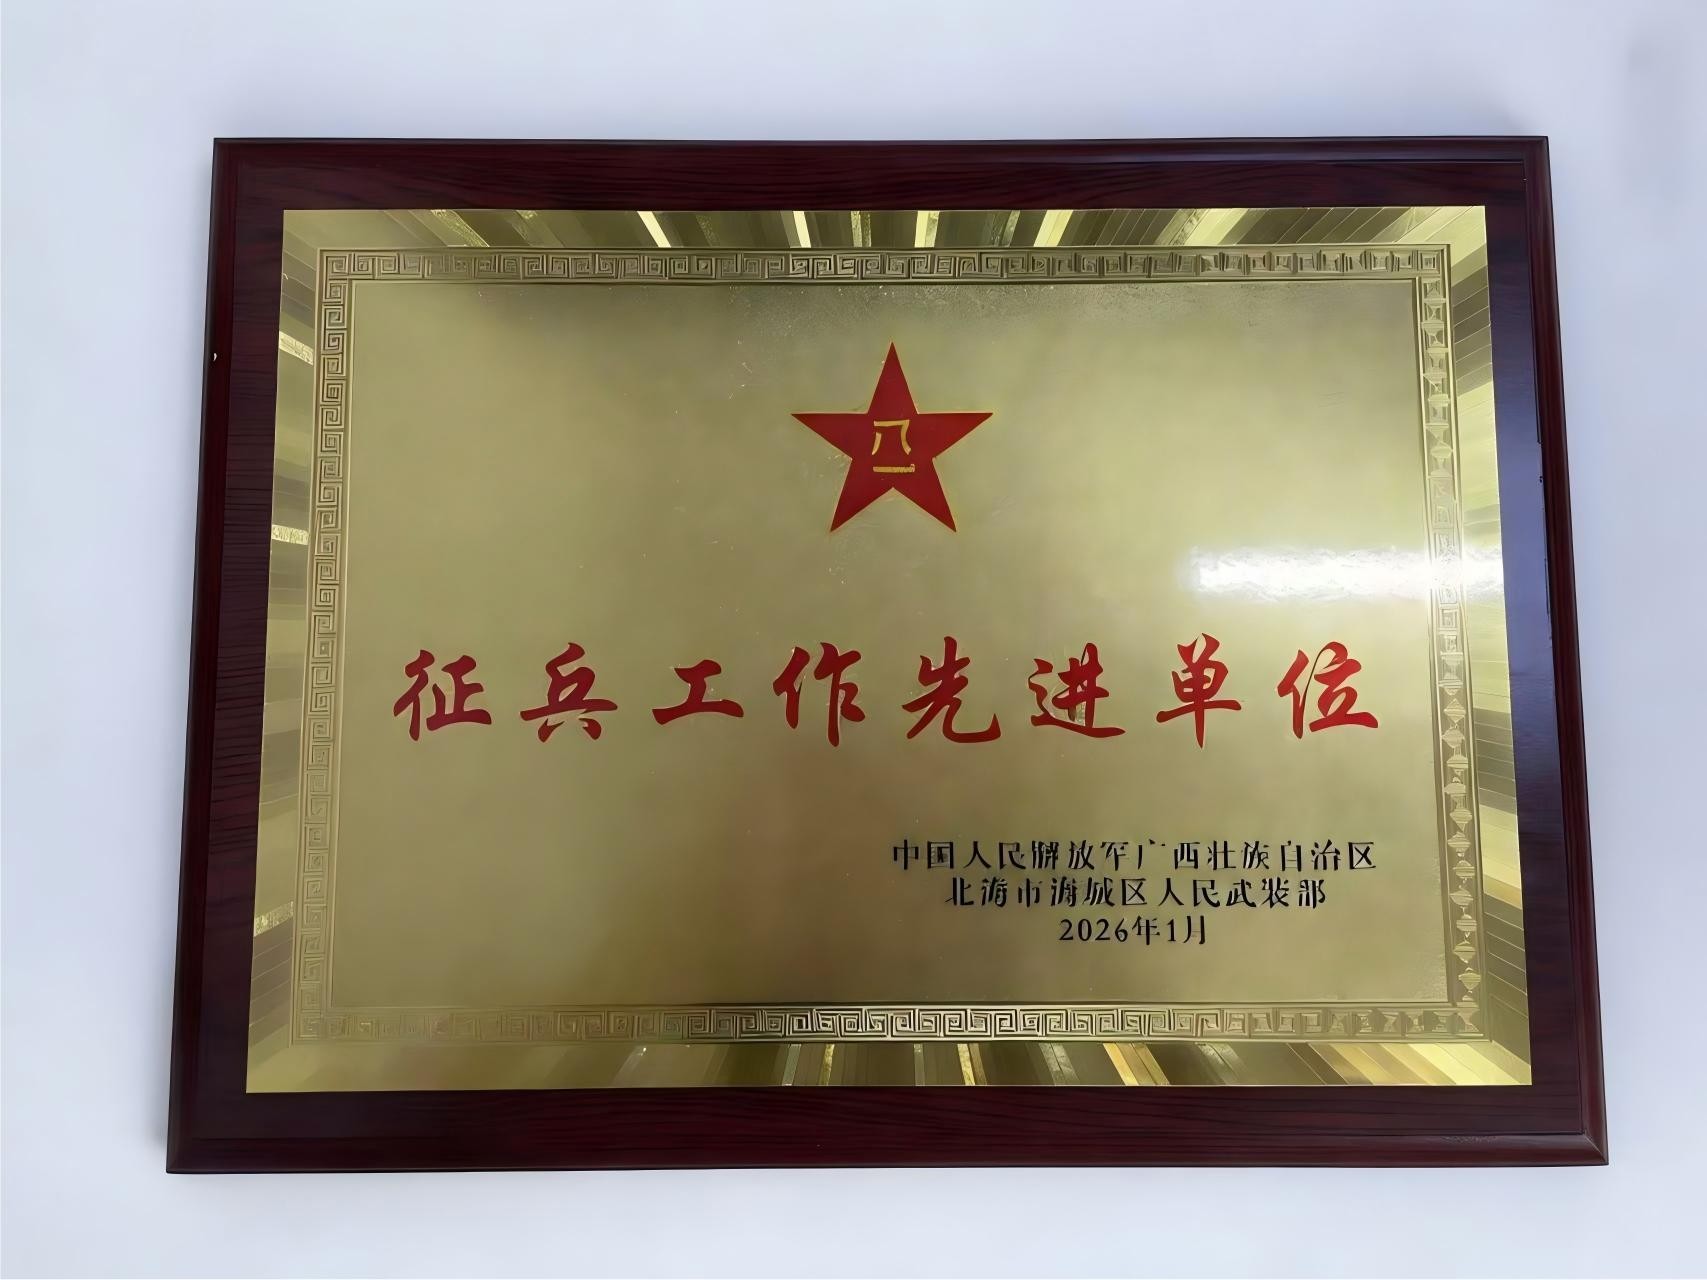 八一
征兵工作先进单位
中国人民解放军广西壮族自治区
北海市海城区人民武装部
2026年1月